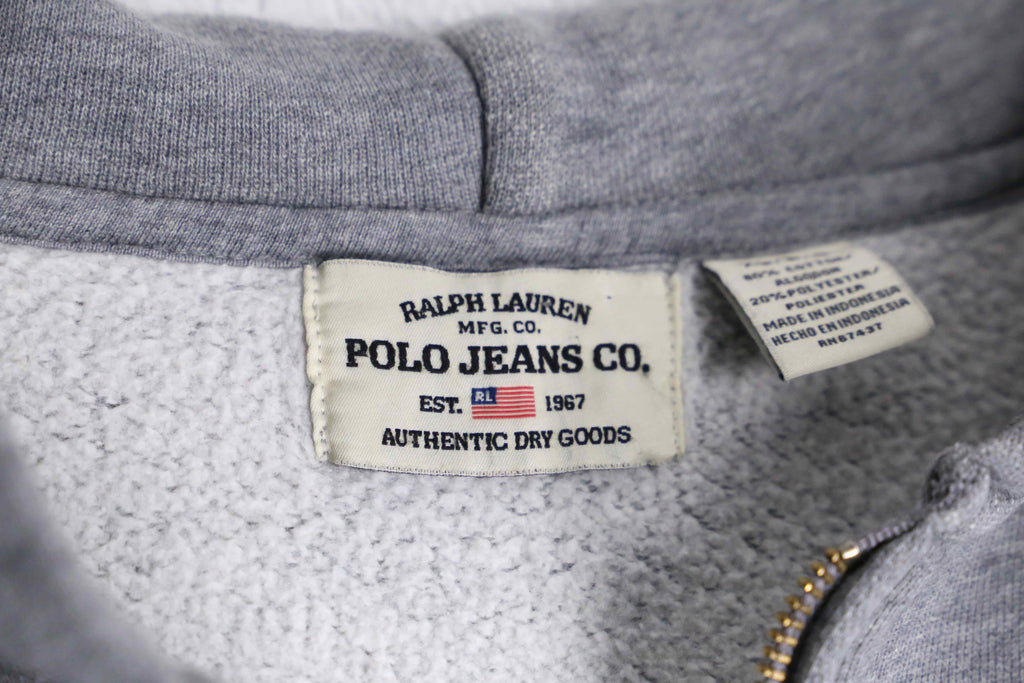 RALPH LAUREN
MFG. CO.
POLO JEANS CO.
EST. RL 1967
AUTHENTIC DRY GOODS
80% COTTON/
ALGODON
20% POLYESTER/
POLIESTER
MADE IN INDONESIA
HECHO EN INDONESIA
RN67437